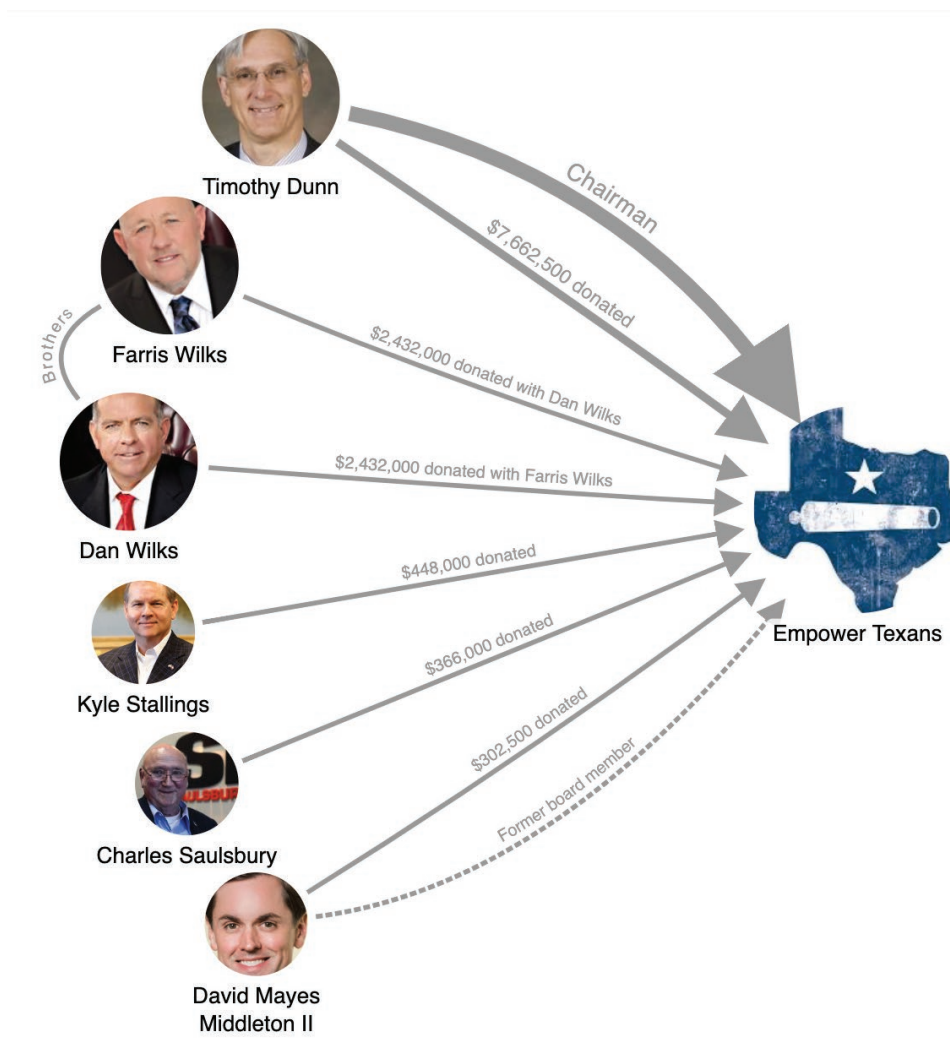 Timothy Dunn
Chairman
$7,662,500 donated
Farris Wilks
Brothers
$2,432,000 donated with Dan Wilks
Dan Wilks
$2,432,000 donated with Farris Wilks
Kyle Stallings
$448,000 donated
Empower Texans
Charles Saulsbury
$366,000 donated
David Mayes
Middleton II
$302,500 donated
Former board member